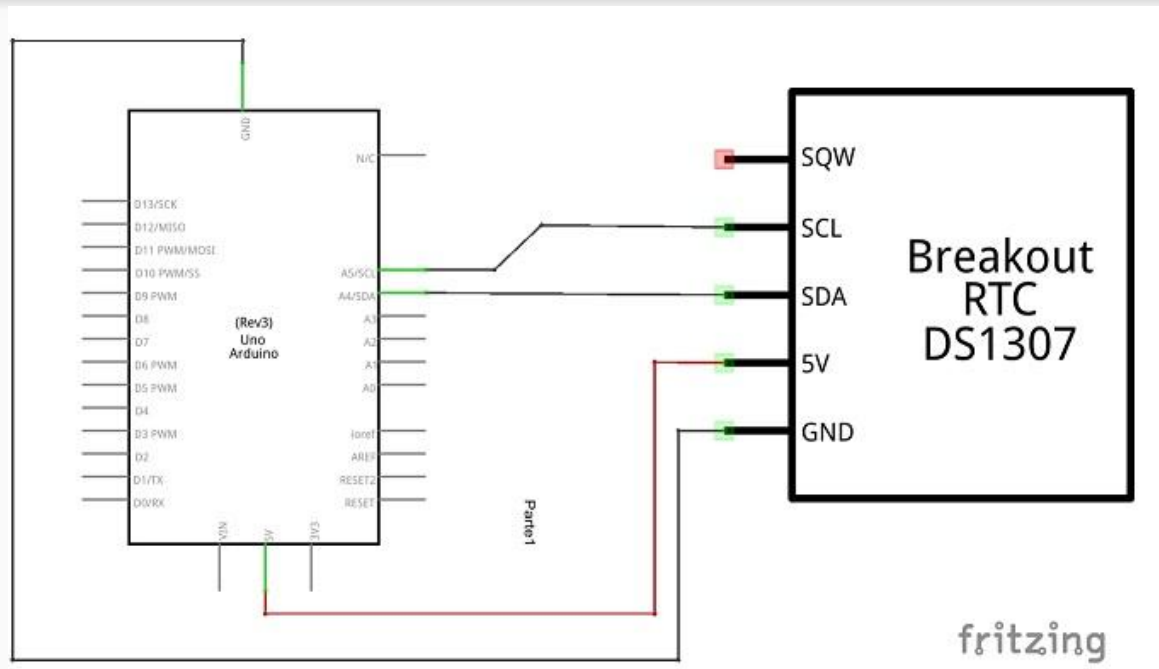 GND
N/C
D13/SCK
D12/MISO
D11 PWM/MOSI
D10 PWM/SS
D9 PWM
D8
D7
D6 PWM
D5 PWM
D4
D3 PWM
D2
D1/TX
D0/RX
A5/SCL
A4/SDA
A3
A2
A1
A0
ioref
AREF
RESET2
RESET
(Rev3)
Uno
Arduino
VIN
5V
3V3
Parte1
SQW
SCL
SDA
5V
GND
Breakout
RTC
DS1307
fritzing